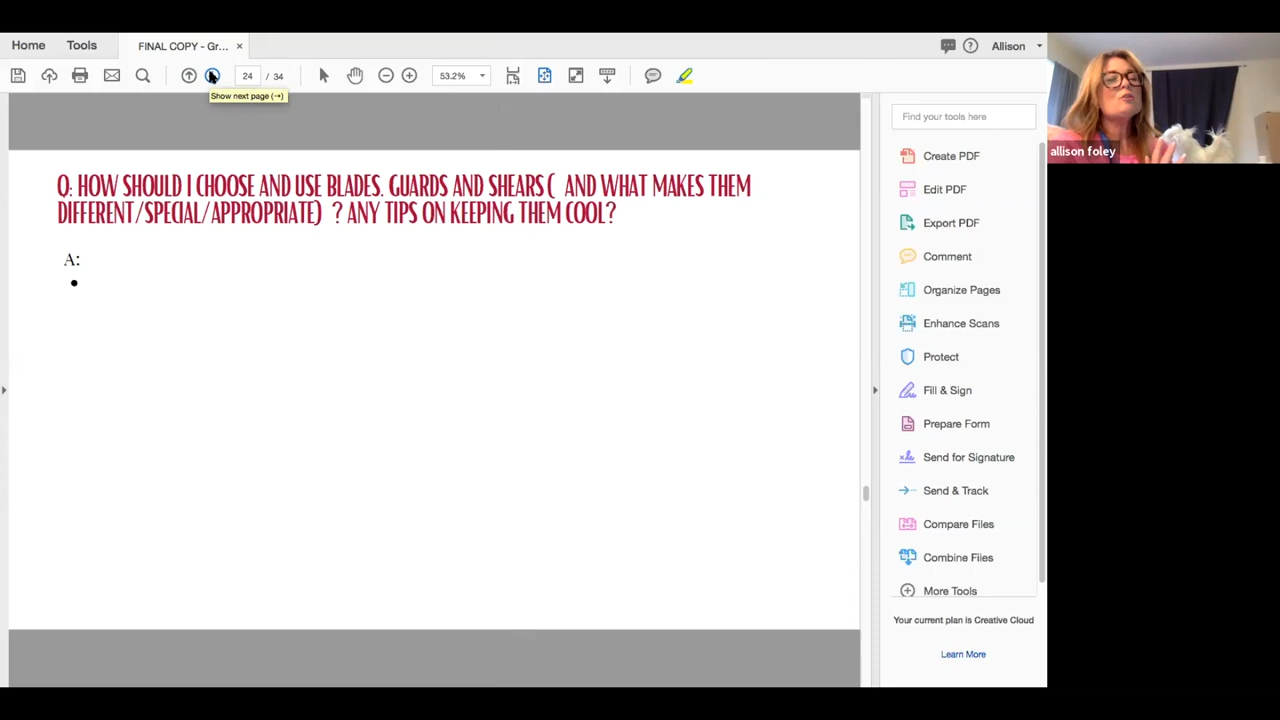 Home
Tools
FINAL COPY - Gr... ×
Allison
24 / 34
53.2%
Show next page (→)
Find your tools here
allison foley
Q: HOW SHOULD I CHOOSE AND USE BLADES. GUARDS AND SHEARS ( AND WHAT MAKES THEM
DIFFERENT/SPECIAL/APPROPRIATE) ? ANY TIPS ON KEEPING THEM COOL?
A:
•
Create PDF
Edit PDF
Export PDF
Comment
Organize Pages
Enhance Scans
Protect
Fill & Sign
Prepare Form
Send for Signature
Send & Track
Compare Files
Combine Files
More Tools
Your current plan is Creative Cloud
Learn More